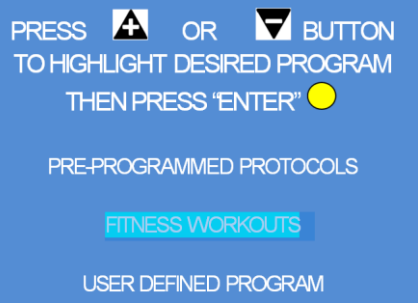 PRESS + OR − BUTTON
TO HIGHLIGHT DESIRED PROGRAM
THEN PRESS “ENTER”
PRE-PROGRAMMED PROTOCOLS
FITNESS WORKOUTS
USER DEFINED PROGRAM